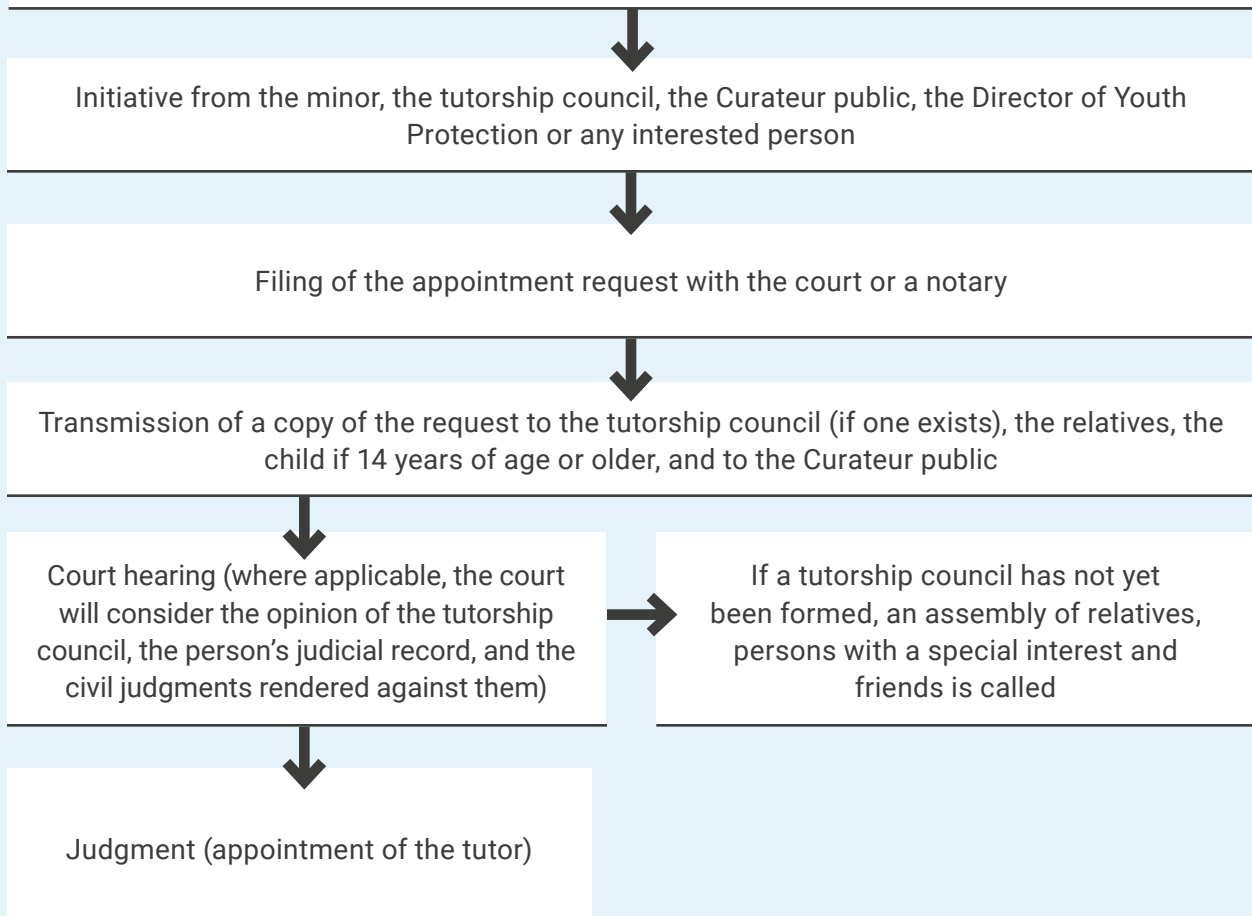 Initiative from the minor, the tutorship council, the Curateur public, the Director of Youth
Protection or any interested person
Filing of the appointment request with the court or a notary
Transmission of a copy of the request to the tutorship council (if one exists), the relatives, the
child if 14 years of age or older, and to the Curateur public
Court hearing (where applicable, the court
will consider the opinion of the tutorship
council, the person's judicial record, and the
civil judgments rendered against them)
If a tutorship council has not yet
been formed, an assembly of relatives,
persons with a special interest and
friends is called
Judgment (appointment of the tutor)